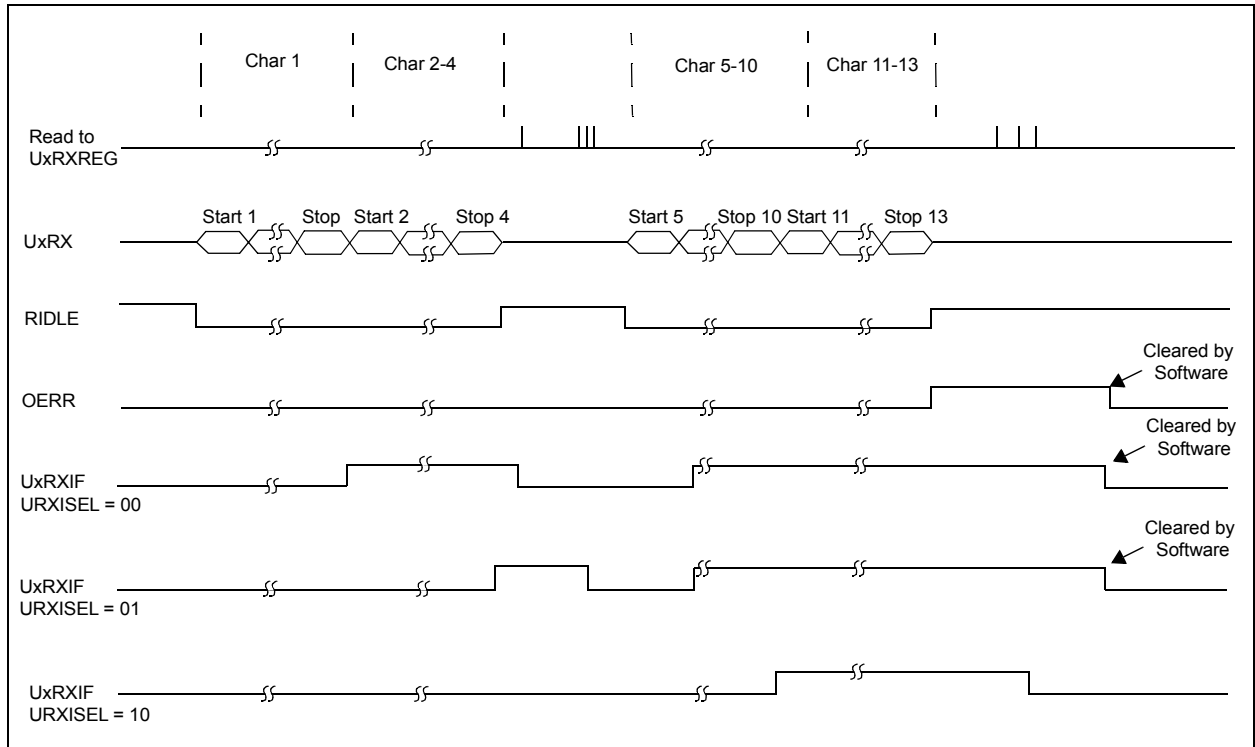 Char 1
Char 2-4
Char 5-10
Char 11-13
Read to
UxRXREG
Start 1
Stop
Start 2
Stop 4
Start 5
Stop 10
Start 11
Stop 13
UxRX
RIDLE
Cleared by
Software
OERR
Cleared by
Software
UxRXIF
URXISEL = 00
Cleared by
Software
UxRXIF
URXISEL = 01
UxRXIF
URXISEL = 10